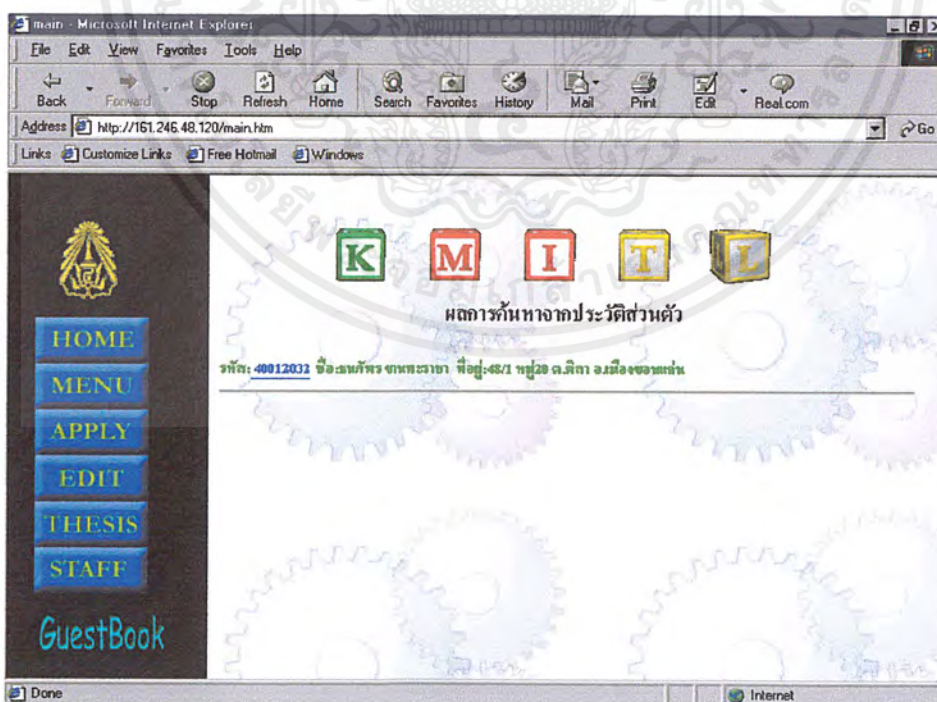 main - Microsoft Internet Explorer
File Edit View Favorites Tools Help
Back Forward Stop Refresh Home Search Favorites History Mail Print Edit Real.com
Address http://161.246.48.120/main.htm Go
Links Customize Links Free Hotmail Windows
K M I T L
ผลการค้นหาจากประวัติส่วนตัว
รหัส: 40012032 ชื่อ: ที่อยู่:48/1 หมู่20 ต.ศิลา อ.เมืองขอนแก่น
HOME
MENU
APPLY
EDIT
THESIS
STAFF
GuestBook
Done Internet